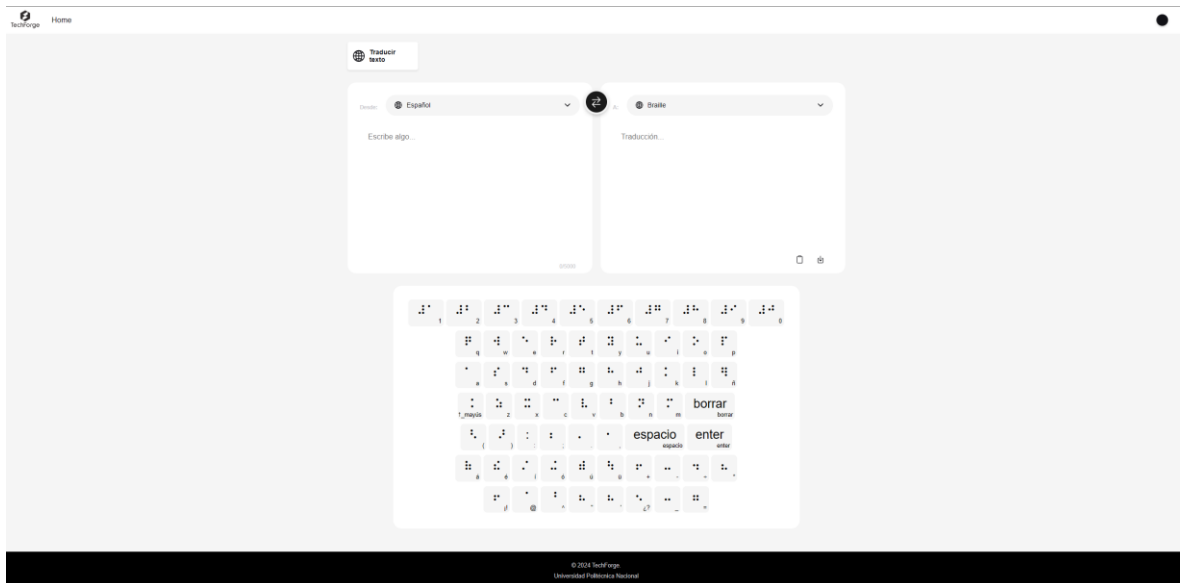 TechForge Home
Traducir
texto
Desde: Español
A: Braille
Escribe algo...
Traducción...
1 2 3 4 5 6 7 8 9 0
q w e r t y u i o p
a s d f g h j k l ñ
borrar
mayús z x c v b n m borrar
espacio enter
( ) : ; . , espacio enter
á é í ó ú ü + -
@ ^ ¿? _ =
© 2024 TechForge
Universidad Politécnica Nacional